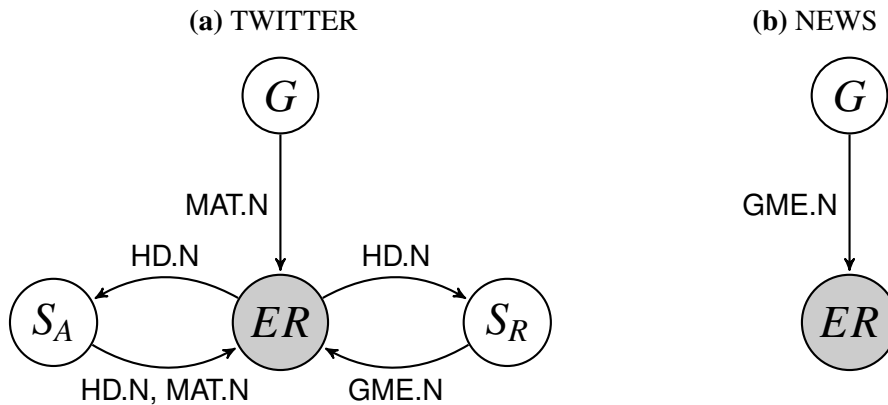 (a) TWITTER (b) NEWS
G G
MAT.N GME.N
HD.N HD.N
S_A ER S_R ER
HD.N, MAT.N GME.N